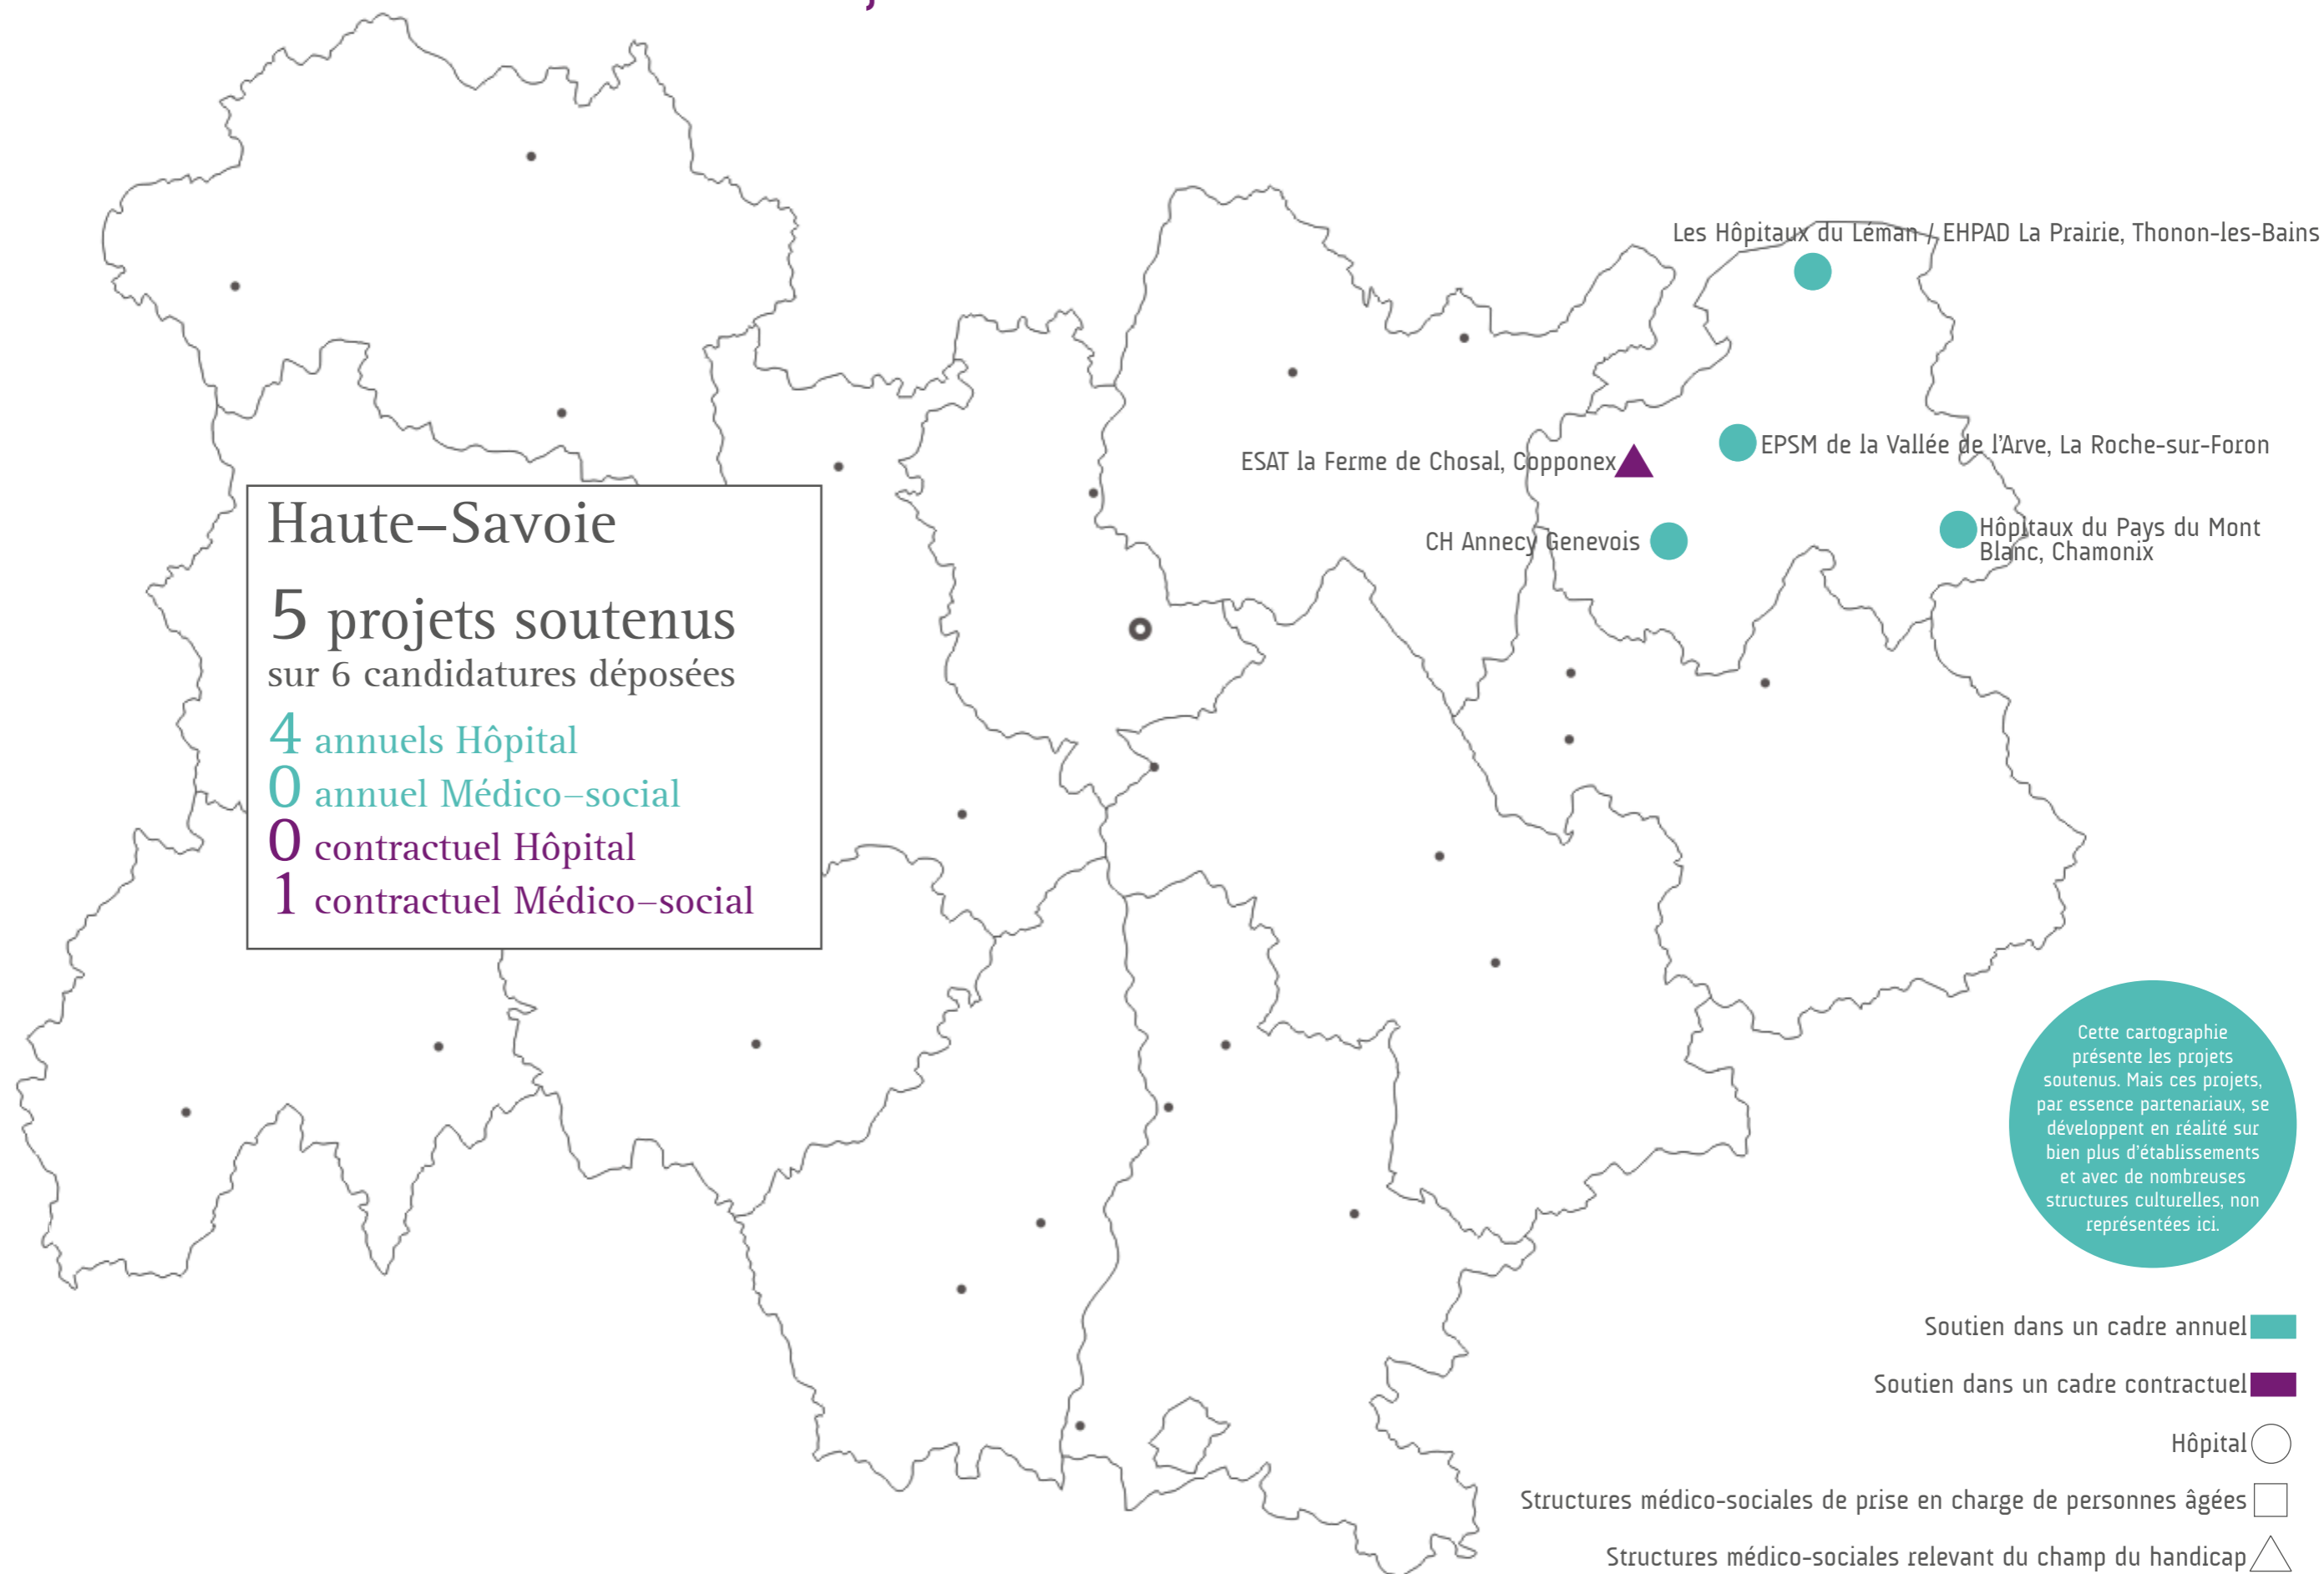 Les Hôpitaux du Léman / EHPAD La Prairie, Thonon-les-Bains
EPSM de la Vallée de l'Arve, La Roche-sur-Foron
ESAT la Ferme de Chosal, Copponex
CH Annecy Genevois
Hôpitaux du Pays du Mont
Blanc, Chamonix
Haute–Savoie
5 projets soutenus
sur 6 candidatures déposées
4 annuels Hôpital
0 annuel Médico–social
0 contractuel Hôpital
1 contractuel Médico–social
Cette cartographie
présente les projets
soutenus. Mais ces projets,
par essence partenariaux, se
développent en réalité sur
bien plus d'établissements
et avec de nombreuses
structures culturelles, non
représentées ici.
Soutien dans un cadre annuel
Soutien dans un cadre contractuel
Hôpital
Structures médico-sociales de prise en charge de personnes âgées
Structures médico-sociales relevant du champ du handicap